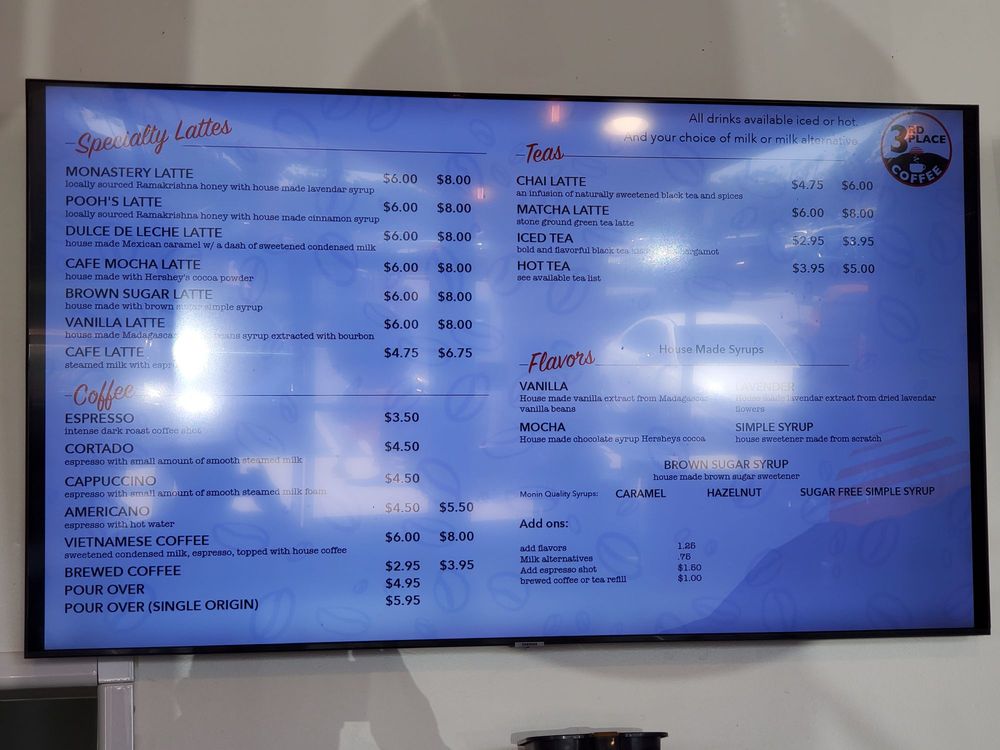 Specialty Lattes
MONASTERY LATTE $6.00 $8.00
locally sourced Ramakrishna honey with house made lavendar syrup
POOH'S LATTE $6.00 $8.00
locally sourced Ramakrishna honey with house made cinnamon syrup
DULCE DE LECHE LATTE $6.00 $8.00
house made Mexican caramel w/ a dash of sweetened condensed milk
CAFE MOCHA LATTE $6.00 $8.00
house made with Hershey's cocoa powder
BROWN SUGAR LATTE $6.00 $8.00
house made with brown sugar simple syrup
VANILLA LATTE $6.00 $8.00
house made Madagascar beans syrup extracted with bourbon
CAFE LATTE $4.75 $6.75
steamed milk with
Coffee
ESPRESSO $3.50
intense dark roast coffee shot
CORTADO $4.50
espresso with small amount of smooth steamed milk
CAPPUCCINO $4.50
espresso with small amount of smooth steamed milk foam
AMERICANO $4.50 $5.50
espresso with hot water
VIETNAMESE COFFEE $6.00 $8.00
sweetened condensed milk, espresso, topped with house coffee
BREWED COFFEE $2.95 $3.95
POUR OVER $4.95
POUR OVER (SINGLE ORIGIN) $5.95
All drinks available iced or hot.
And your choice of milk or milk alternative
3RD PLACE
COFFEE
Teas
CHAI LATTE $4.75 $6.00
an infusion of naturally sweetened black tea and spices
MATCHA LATTE $6.00 $8.00
stone ground green tea latte
ICED TEA $2.95 $3.95
bold and flavorful black tea bergamot
HOT TEA $3.95 $5.00
see available tea list
Flavors
House Made Syrups
VANILLA
House made vanilla extract from Madagascar
vanilla beans
LAVENDER
House made lavendar extract from dried lavendar
flowers
MOCHA
House made chocolate syrup Hersheys cocoa
SIMPLE SYRUP
house sweetener made from scratch
BROWN SUGAR SYRUP
house made brown sugar sweetener
Monin Quality Syrups: CARAMEL HAZELNUT SUGAR FREE SIMPLE SYRUP
Add ons:
add flavors 1.25
Milk alternatives .75
Add espresso shot $1.50
brewed coffee or tea refill $1.00
SAMSUNG